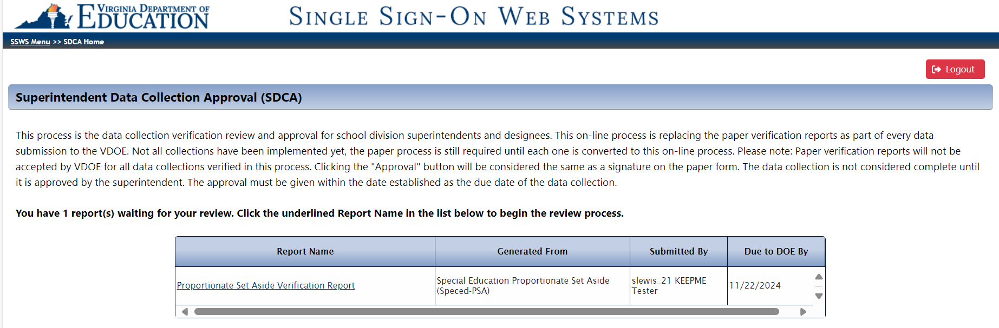 VIRGINIA DEPARTMENT OF
EDUCATION
SINGLE SIGN-ON WEB SYSTEMS
SSWS Menu >> SDCA Home
Logout
Superintendent Data Collection Approval (SDCA)
This process is the data collection verification review and approval for school division superintendents and designees. This on-line process is replacing the paper verification reports as part of every data
submission to the VDOE. Not all collections have been implemented yet, the paper process is still required until each one is converted to this on-line process. Please note: Paper verification reports will not be
accepted by VDOE for all data collections verified in this process. Clicking the "Approval" button will be considered the same as a signature on the paper form. The data collection is not considered complete until
it is approved by the superintendent. The approval must be given within the date established as the due date of the data collection.
You have 1 report(s) waiting for your review. Click the underlined Report Name in the list below to begin the review process.
Report Name Generated From Submitted By Due to DOE By
Proportionate Set Aside Verification Report
Special Education Proportionate Set Aside
(Speced-PSA)
slewis_21 KEEPME
Tester
11/22/2024